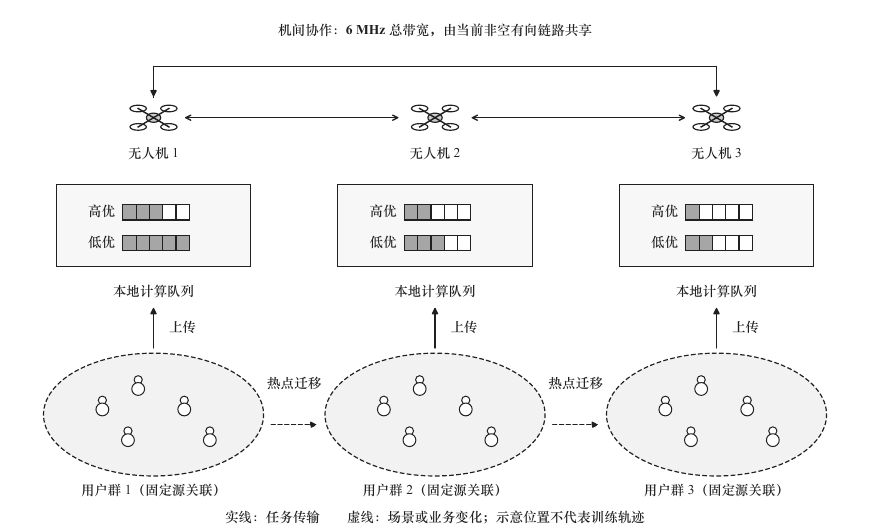 机间协作：6 MHz 总带宽，由当前非空有向链路共享
无人机 1
无人机 2
无人机 3
高优
高优
高优
低优
低优
低优
本地计算队列
本地计算队列
本地计算队列
上传
上传
上传
热点迁移
热点迁移
用户群 1（固定源关联）
用户群 2（固定源关联）
用户群 3（固定源关联）
实线：任务传输 虚线：场景或业务变化；示意位置不代表训练轨迹